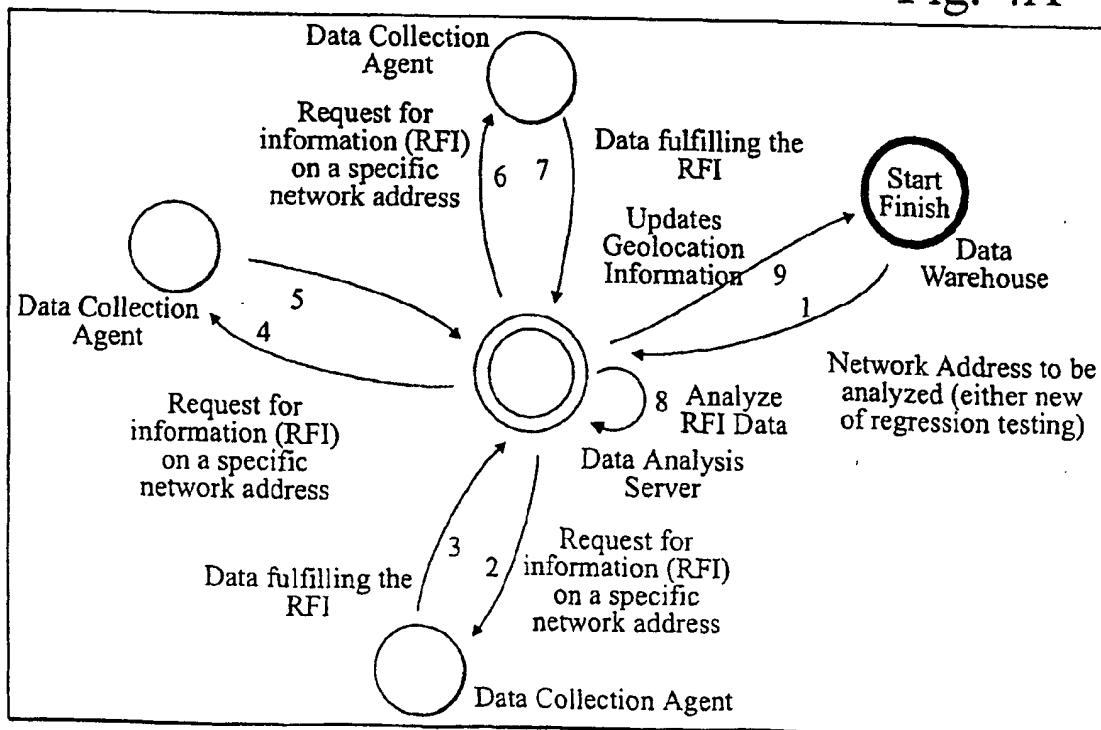 Fig. 4A
Data Collection
Agent
Request for
information (RFI)
on a specific
network address
6
7
Data fulfilling the
RFI
Start
Finish
Data
Warehouse
Updates
Geolocation
Information
9
1
Data Collection
Agent
5
4
Network Address to be
analyzed (either new
of regression testing)
8
Analyze
RFI Data
Data Analysis
Server
Request for
information (RFI)
on a specific
network address
3
2
Data fulfilling the
RFI
Request for
information (RFI)
on a specific
network address
Data Collection Agent